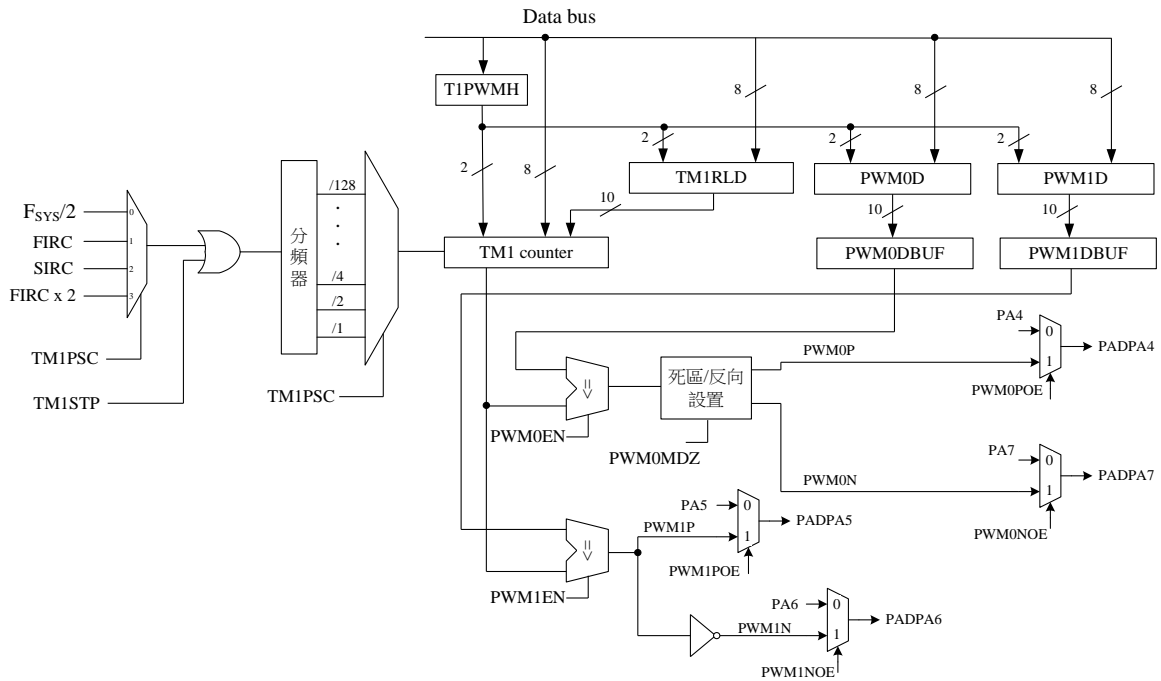 Data bus
T1PWMH
8
8
8
2
2
2
2
8
TM1RLD
PWM0D
PWM1D
/128
10
10
10
F_SYS/2
FIRC
SIRC
FIRC x 2
0
1
2
3
分頻器
TM1 counter
PWM0DBUF
PWM1DBUF
/4
/2
/1
TM1PSC
TM1STP
TM1PSC
PA4
0
1
PADPA4
PWM0P
PWM0POE
=<
死區/反向
設置
PWM0EN
PWM0MDZ
PA7
0
1
PADPA7
PWM0N
PWM0NOE
PA5
0
1
PADPA5
PWM1P
PWM1POE
=<
PWM1EN
PA6
0
1
PADPA6
PWM1N
PWM1NOE